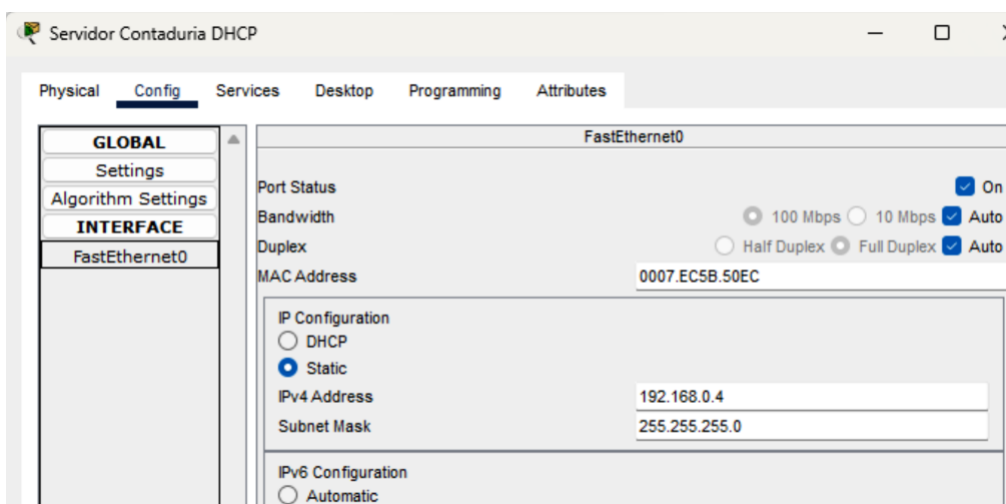 Servidor Contaduria DHCP
Physical Config Services Desktop Programming Attributes
GLOBAL
Settings
Algorithm Settings
INTERFACE
FastEthernet0
FastEthernet0
Port Status On
Bandwidth 100 Mbps 10 Mbps Auto
Duplex Half Duplex Full Duplex Auto
MAC Address 0007.EC5B.50EC
IP Configuration
DHCP
Static
IPv4 Address 192.168.0.4
Subnet Mask 255.255.255.0
IPv6 Configuration
Automatic